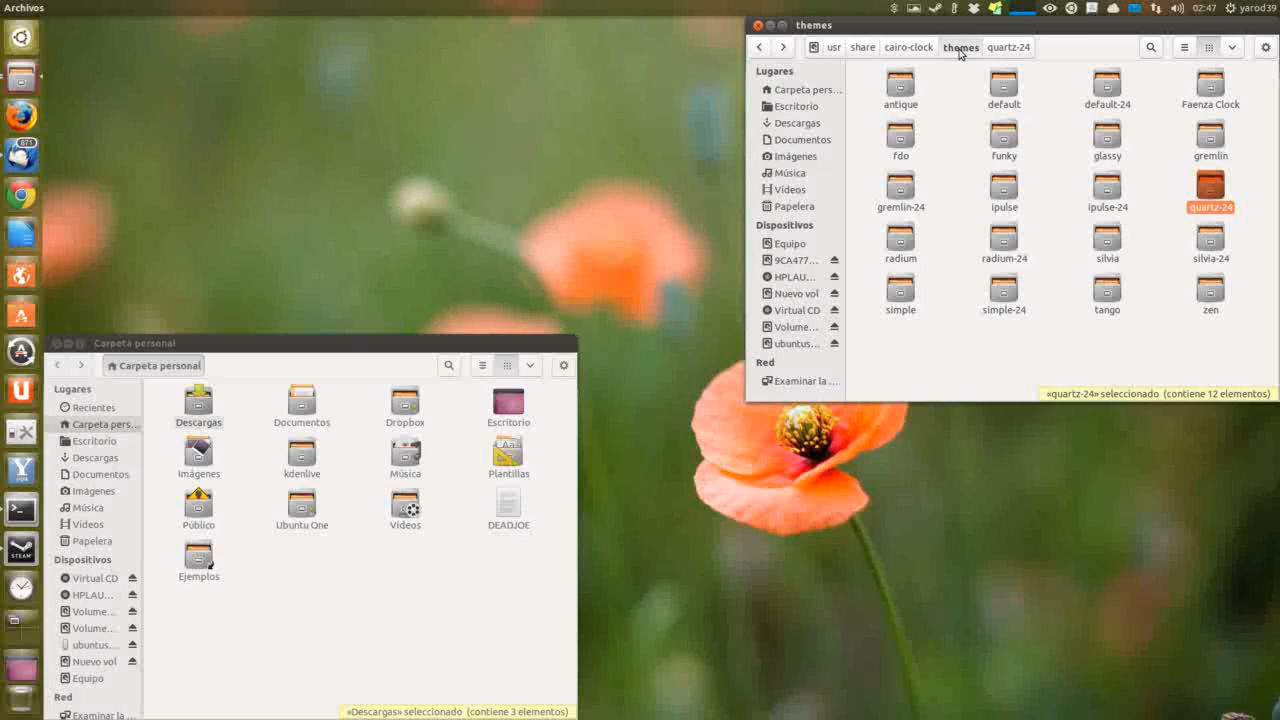 Archivos
02:47
yarod39
themes
usr
share
cairo-clock
themes
quartz-24
Lugares
Carpeta pers...
Escritorio
Descargas
Documentos
Imágenes
Música
Vídeos
Papelera
Dispositivos
Equipo
9CA477...
HPLAU...
Nuevo vol
Virtual CD
Volume...
ubuntus...
Red
Examinar la ...
antique
default
default-24
Faenza Clock
fdo
funky
glassy
gremlin
gremlin-24
ipulse
ipulse-24
quartz-24
radium
radium-24
silvia
silvia-24
simple
simple-24
tango
zen
«quartz-24» seleccionado (contiene 12 elementos)
871
STEAM
Carpeta personal
Carpeta personal
Lugares
Recientes
Carpeta pers...
Escritorio
Descargas
Documentos
Imágenes
Música
Vídeos
Papelera
Dispositivos
Virtual CD
HPLAU...
Volume...
Volume...
ubuntus...
Nuevo vol
Equipo
Red
Examinar la ...
Descargas
Documentos
Dropbox
Escritorio
Imágenes
kdenlive
Música
Plantillas
Público
Ubuntu One
Vídeos
DEADJOE
Ejemplos
«Descargas» seleccionado (contiene 3 elementos)